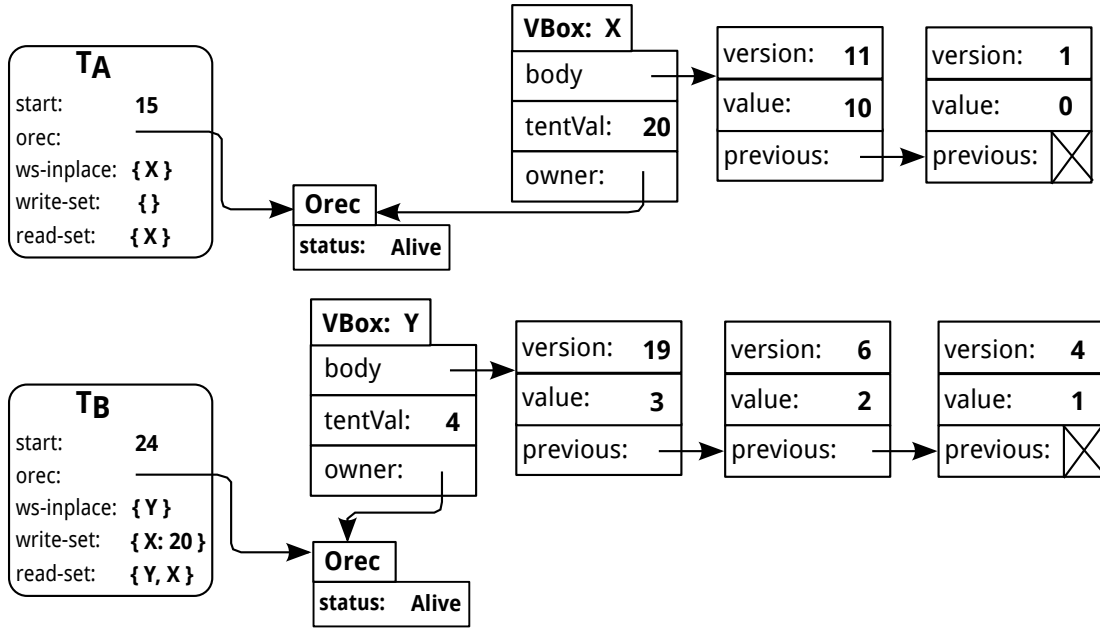 TA
start: 15
orec:
ws-inplace: { X }
write-set: { }
read-set: { X }
Orec
status: Alive
VBox: X
body
tentVal: 20
owner:
version: 11
value: 10
previous:
version: 1
value: 0
previous:
TB
start: 24
orec:
ws-inplace: { Y }
write-set: { X: 20 }
read-set: { Y, X }
VBox: Y
body
tentVal: 4
owner:
Orec
status: Alive
version: 19
value: 3
previous:
version: 6
value: 2
previous:
version: 4
value: 1
previous: